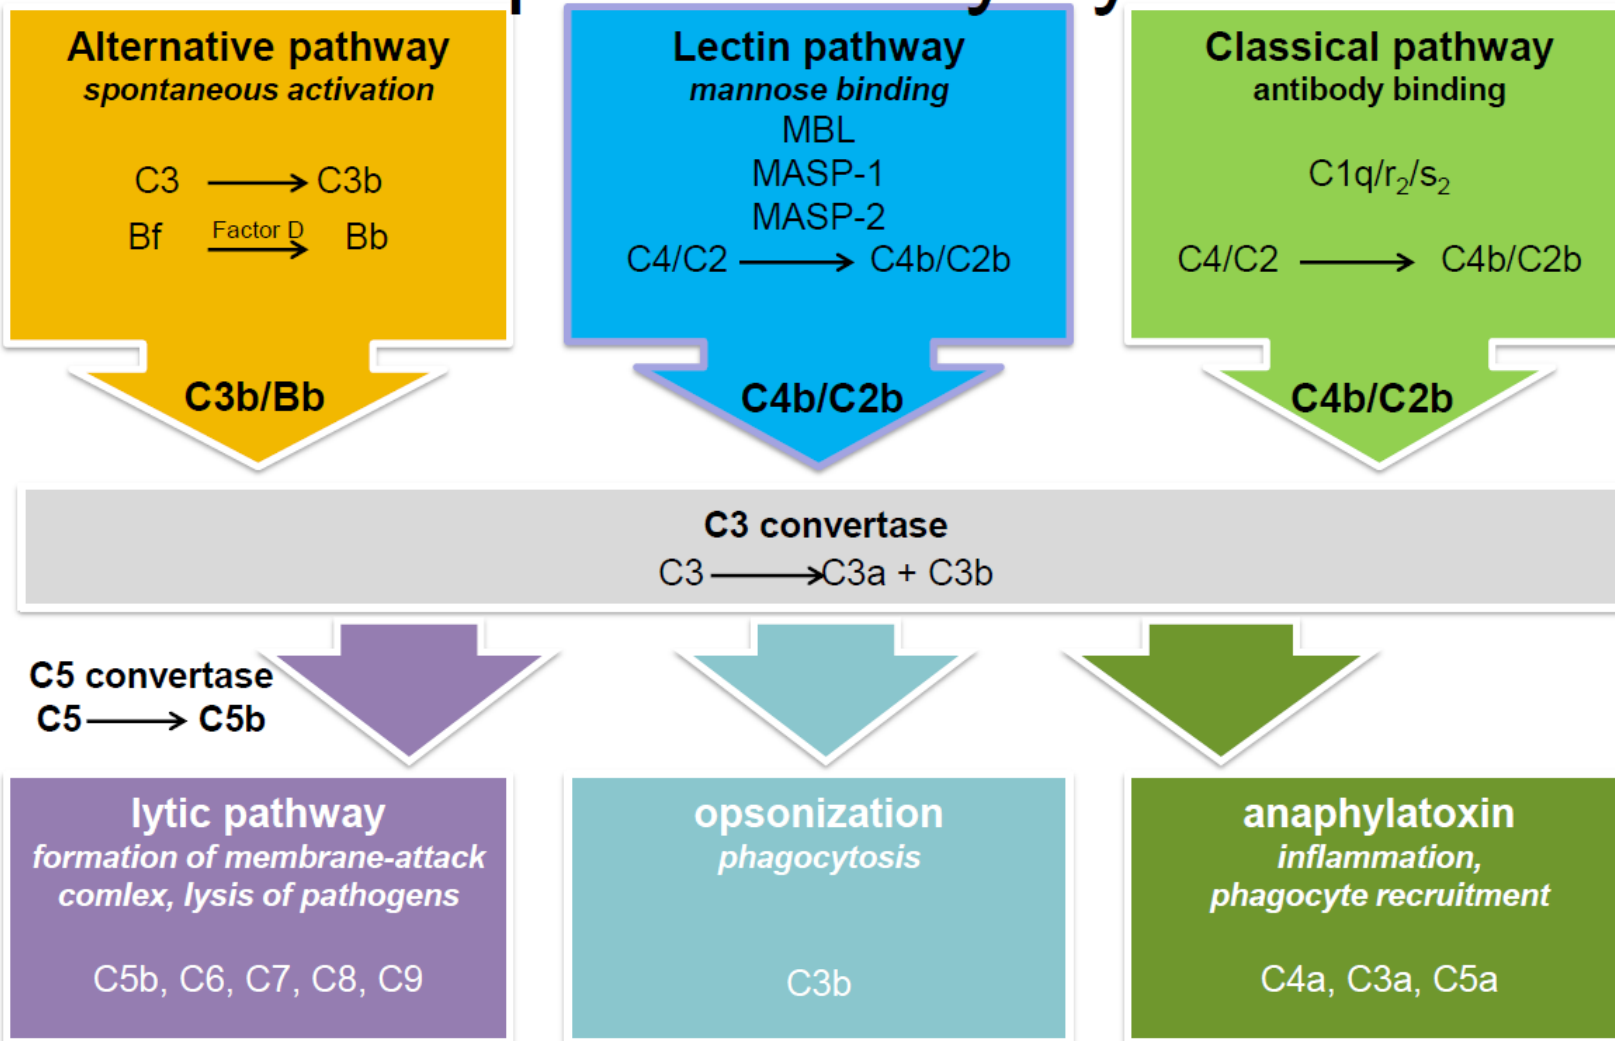 Alternative pathway
spontaneous activation
C3 → C3b
Bf Factor D → Bb
C3b/Bb
Lectin pathway
mannose binding
MBL
MASP-1
MASP-2
C4/C2 → C4b/C2b
C4b/C2b
Classical pathway
antibody binding
C1q/r₂/s₂
C4/C2 → C4b/C2b
C4b/C2b
C3 convertase
C3 → C3a + C3b
C5 convertase
C5 → C5b
lytic pathway
formation of membrane-attack
comlex, lysis of pathogens
C5b, C6, C7, C8, C9
opsonization
phagocytosis
C3b
anaphylatoxin
inflammation,
phagocyte recruitment
C4a, C3a, C5a